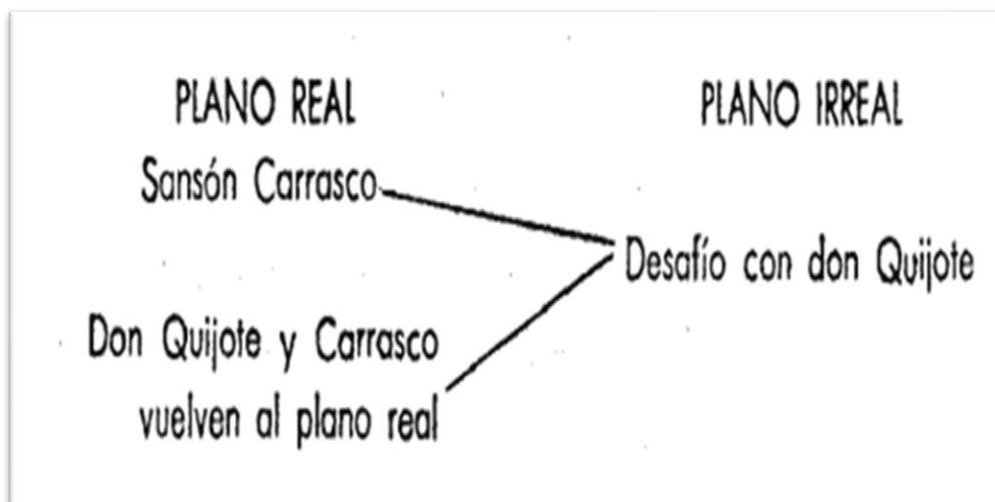 PLANO REAL
PLANO IRREAL
Sansón Carrasco
Desafío con don Quijote
Don Quijote y Carrasco
vuelven al plano real